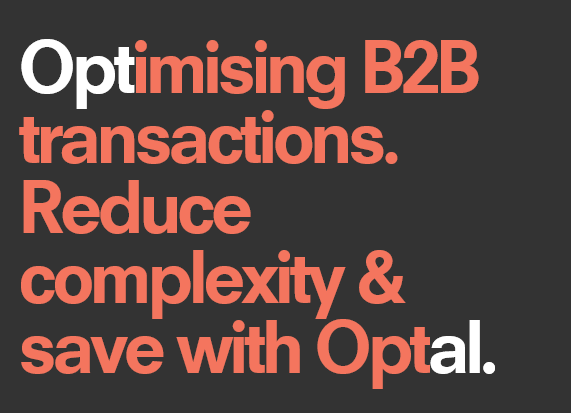 Optimising B2B
transactions.
Reduce
complexity &
save with Optal.